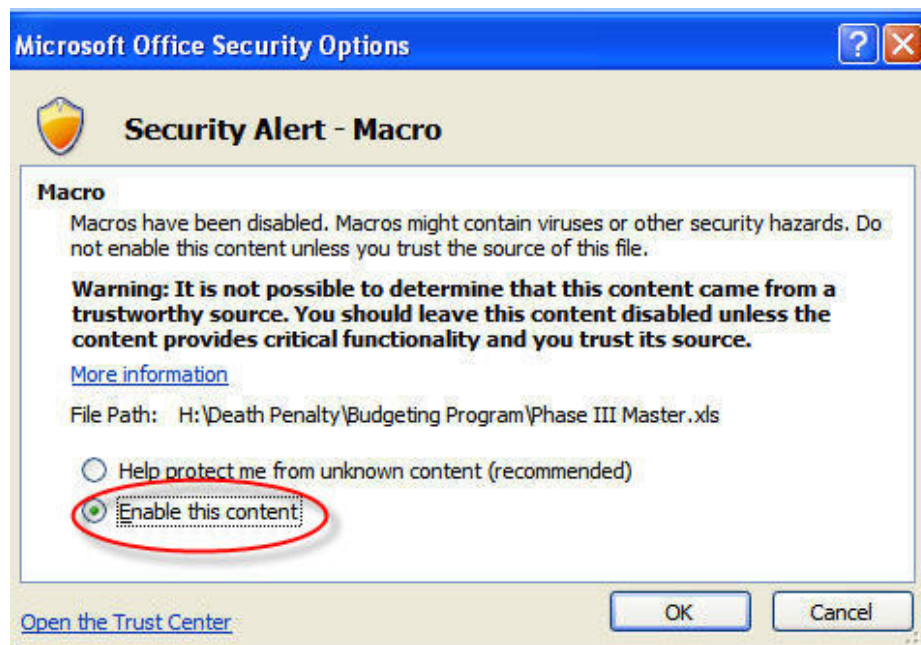 Microsoft Office Security Options
Security Alert - Macro
Macro
Macros have been disabled. Macros might contain viruses or other security hazards. Do
not enable this content unless you trust the source of this file.
Warning: It is not possible to determine that this content came from a
trustworthy source. You should leave this content disabled unless the
content provides critical functionality and you trust its source.
More information
File Path: H:\Death Penalty\Budgeting Program\Phase III Master.xls
Help protect me from unknown content (recommended)
Enable this content
Open the Trust Center
OK
Cancel